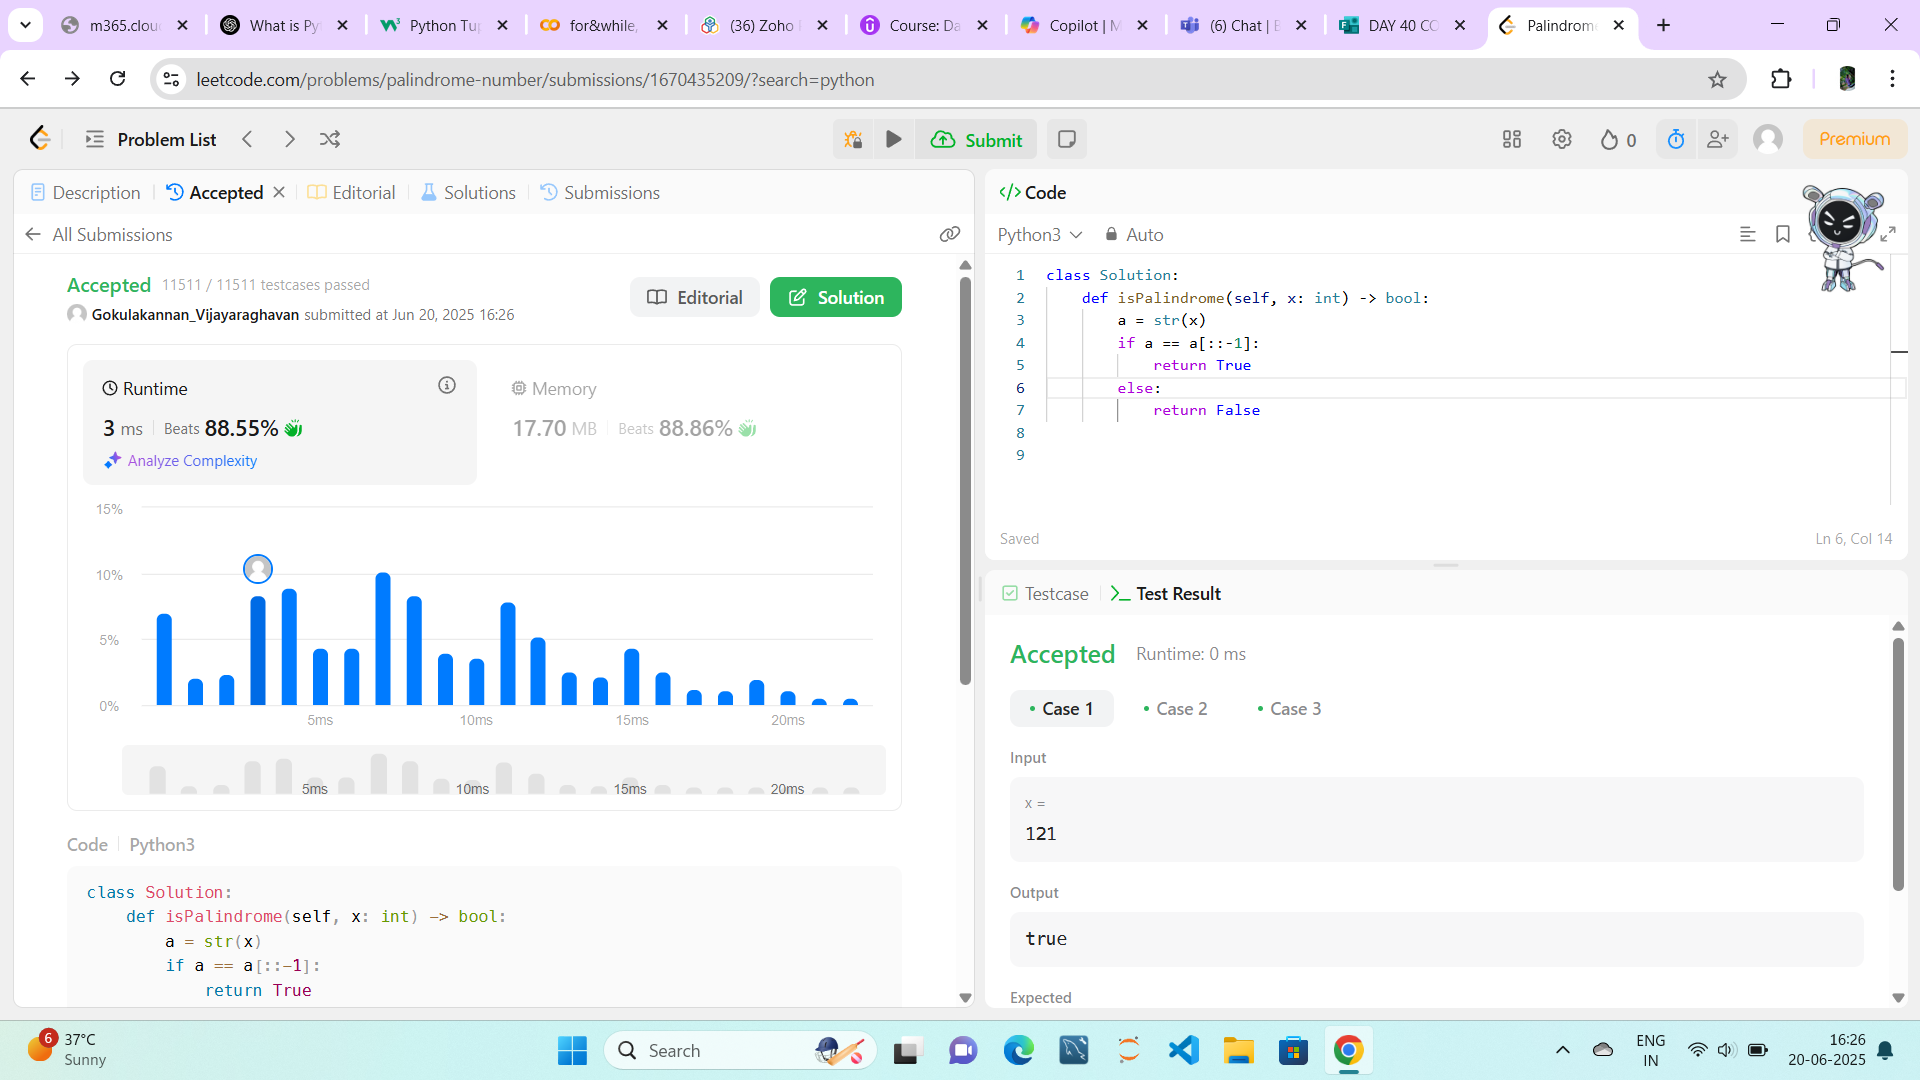 m365.clou
What is Py
Python Tu
for&while,
(36) Zoho
Course: Da
Copilot | M
(6) Chat | E
DAY 40 CO
Palindrom
leetcode.com/problems/palindrome-number/submissions/1670435209/?search=python
Problem List
Submit
0
Premium
Description
Accepted
Editorial
Solutions
Submissions
All Submissions
Accepted 11511 / 11511 testcases passed
Gokulakannan_Vijayaraghavan submitted at Jun 20, 2025 16:26
Editorial
Solution
Runtime
3 ms Beats 88.55%
Analyze Complexity
Memory
17.70 MB Beats 88.86%
15%
10%
5%
0%
5ms 10ms 15ms 20ms
5ms 10ms 15ms 20ms
Code Python3
class Solution:
    def isPalindrome(self, x: int) -> bool:
        a = str(x)
        if a == a[::-1]:
            return True
</> Code
Python3
Auto
1 class Solution:
2     def isPalindrome(self, x: int) -> bool:
3         a = str(x)
4         if a == a[::-1]:
5             return True
6         else:
7             return False
8
9
Saved
Ln 6, Col 14
Testcase
Test Result
Accepted Runtime: 0 ms
• Case 1 • Case 2 • Case 3
Input
x =
121
Output
true
Expected
6
37°C
Sunny
Search
ENG
IN
16:26
20-06-2025